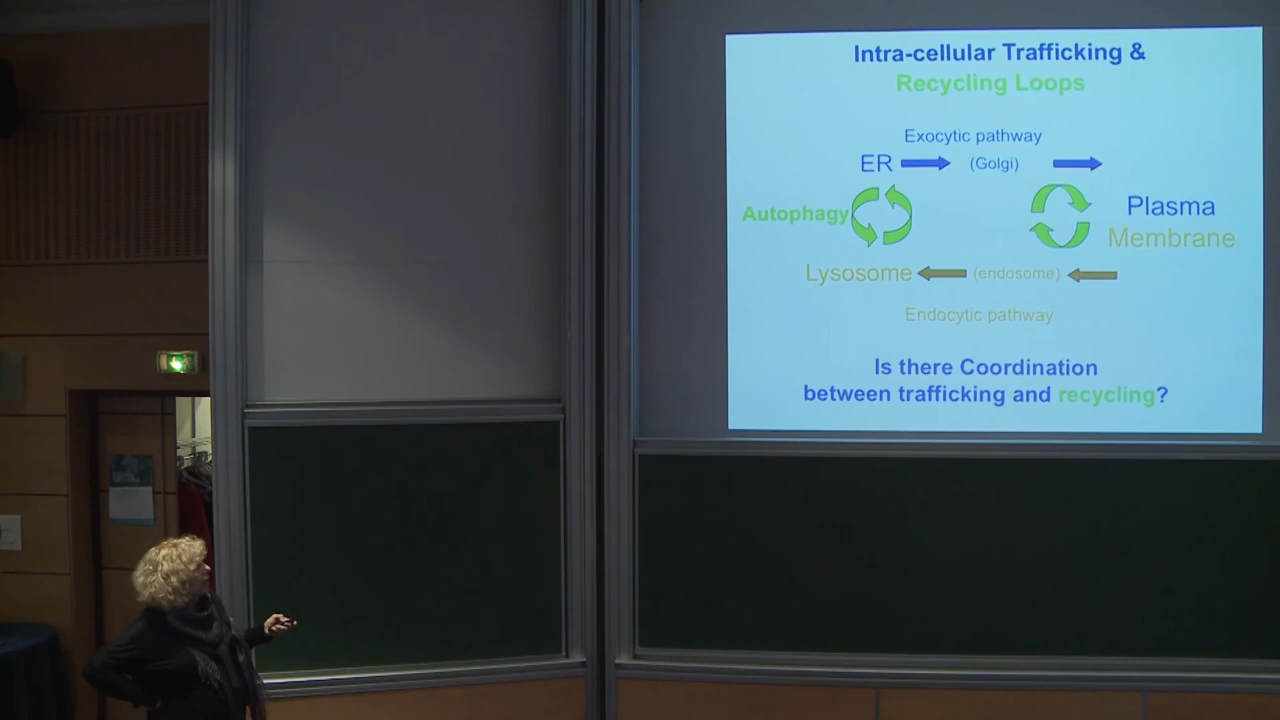 Intra-cellular Trafficking &
Recycling Loops
Exocytic pathway
ER (Golgi)
Autophagy
Plasma
Membrane
Lysosome (endosome)
Endocytic pathway
Is there Coordination
between trafficking and recycling?